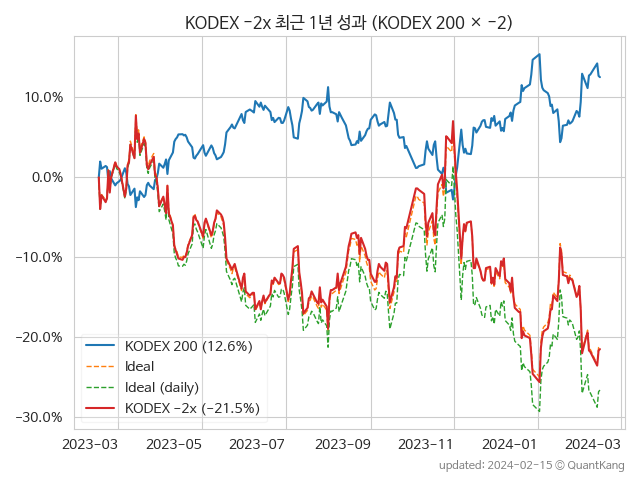 KODEX −2x 최근 1년 성과 (KODEX 200 × −2)
10.0%
0.0%
−10.0%
−20.0%
−30.0%
KODEX 200 (12.6%)
Ideal
Ideal (daily)
KODEX −2x (−21.5%)
2023-03 2023-05 2023-07 2023-09 2023-11 2024-01 2024-03
updated: 2024-02-15 © QuantKang